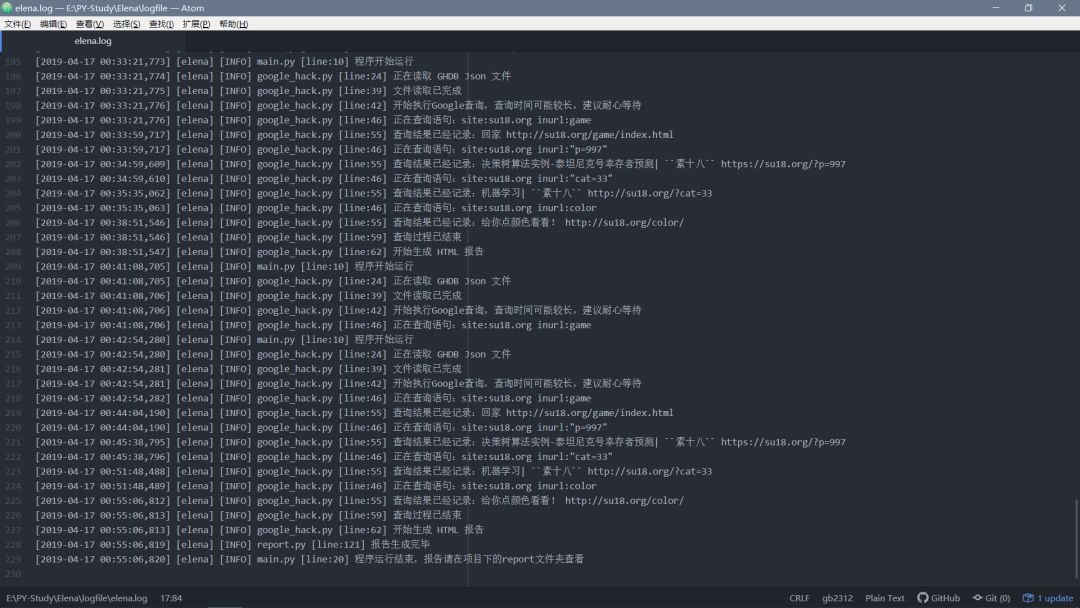 elena.log — E:\PY-Study\Elena\logfile — Atom
文件(F) 编辑(E) 查看(V) 选择(S) 查找(I) 扩展(P) 帮助(H)
elena.log
195 [2019-04-17 00:33:21,773] [elena] [INFO] main.py [line:10] 程序开始运行
196 [2019-04-17 00:33:21,774] [elena] [INFO] google_hack.py [line:24] 正在读取 GHDB Json 文件
197 [2019-04-17 00:33:21,775] [elena] [INFO] google_hack.py [line:39] 文件读取已完成
198 [2019-04-17 00:33:21,776] [elena] [INFO] google_hack.py [line:42] 开始执行Google查询，查询时间可能较长，建议耐心等待
199 [2019-04-17 00:33:21,776] [elena] [INFO] google_hack.py [line:46] 正在查询语句：site:su18.org inurl:game
200 [2019-04-17 00:33:59,717] [elena] [INFO] google_hack.py [line:55] 查询结果已经记录：回家 http://su18.org/game/index.html
201 [2019-04-17 00:33:59,717] [elena] [INFO] google_hack.py [line:46] 正在查询语句：site:su18.org inurl:"p=997"
202 [2019-04-17 00:34:59,609] [elena] [INFO] google_hack.py [line:55] 查询结果已经记录：决策树算法实例-泰坦尼克号幸存者预测| ``素十八`` https://su18.org/?p=997
203 [2019-04-17 00:34:59,610] [elena] [INFO] google_hack.py [line:46] 正在查询语句：site:su18.org inurl:"cat=33"
204 [2019-04-17 00:35:35,062] [elena] [INFO] google_hack.py [line:55] 查询结果已经记录：机器学习| ``素十八`` http://su18.org/?cat=33
205 [2019-04-17 00:35:35,063] [elena] [INFO] google_hack.py [line:46] 正在查询语句：site:su18.org inurl:color
206 [2019-04-17 00:38:51,546] [elena] [INFO] google_hack.py [line:55] 查询结果已经记录：给你点颜色看看！ http://su18.org/color/
207 [2019-04-17 00:38:51,546] [elena] [INFO] google_hack.py [line:59] 查询过程已结束
208 [2019-04-17 00:38:51,547] [elena] [INFO] google_hack.py [line:62] 开始生成 HTML 报告
209 [2019-04-17 00:41:08,705] [elena] [INFO] main.py [line:10] 程序开始运行
210 [2019-04-17 00:41:08,705] [elena] [INFO] google_hack.py [line:24] 正在读取 GHDB Json 文件
211 [2019-04-17 00:41:08,706] [elena] [INFO] google_hack.py [line:39] 文件读取已完成
212 [2019-04-17 00:41:08,706] [elena] [INFO] google_hack.py [line:42] 开始执行Google查询，查询时间可能较长，建议耐心等待
213 [2019-04-17 00:41:08,706] [elena] [INFO] google_hack.py [line:46] 正在查询语句：site:su18.org inurl:game
214 [2019-04-17 00:42:54,280] [elena] [INFO] main.py [line:10] 程序开始运行
215 [2019-04-17 00:42:54,280] [elena] [INFO] google_hack.py [line:24] 正在读取 GHDB Json 文件
216 [2019-04-17 00:42:54,281] [elena] [INFO] google_hack.py [line:39] 文件读取已完成
217 [2019-04-17 00:42:54,281] [elena] [INFO] google_hack.py [line:42] 开始执行Google查询，查询时间可能较长，建议耐心等待
218 [2019-04-17 00:42:54,282] [elena] [INFO] google_hack.py [line:46] 正在查询语句：site:su18.org inurl:game
219 [2019-04-17 00:44:04,190] [elena] [INFO] google_hack.py [line:55] 查询结果已经记录：回家 http://su18.org/game/index.html
220 [2019-04-17 00:44:04,190] [elena] [INFO] google_hack.py [line:46] 正在查询语句：site:su18.org inurl:"p=997"
221 [2019-04-17 00:45:38,795] [elena] [INFO] google_hack.py [line:55] 查询结果已经记录：决策树算法实例-泰坦尼克号幸存者预测| ``素十八`` https://su18.org/?p=997
222 [2019-04-17 00:45:38,796] [elena] [INFO] google_hack.py [line:46] 正在查询语句：site:su18.org inurl:"cat=33"
223 [2019-04-17 00:51:48,488] [elena] [INFO] google_hack.py [line:55] 查询结果已经记录：机器学习| ``素十八`` http://su18.org/?cat=33
224 [2019-04-17 00:51:48,489] [elena] [INFO] google_hack.py [line:46] 正在查询语句：site:su18.org inurl:color
225 [2019-04-17 00:55:06,812] [elena] [INFO] google_hack.py [line:55] 查询结果已经记录：给你点颜色看看！ http://su18.org/color/
226 [2019-04-17 00:55:06,813] [elena] [INFO] google_hack.py [line:59] 查询过程已结束
227 [2019-04-17 00:55:06,813] [elena] [INFO] google_hack.py [line:62] 开始生成 HTML 报告
228 [2019-04-17 00:55:06,819] [elena] [INFO] report.py [line:121] 报告生成完毕
229 [2019-04-17 00:55:06,820] [elena] [INFO] main.py [line:20] 程序运行结束，报告请在项目下的report文件夹查看
230
E:\PY-Study\Elena\logfile\elena.log 17:84 CRLF gb2312 Plain Text GitHub Git (0) 1 update